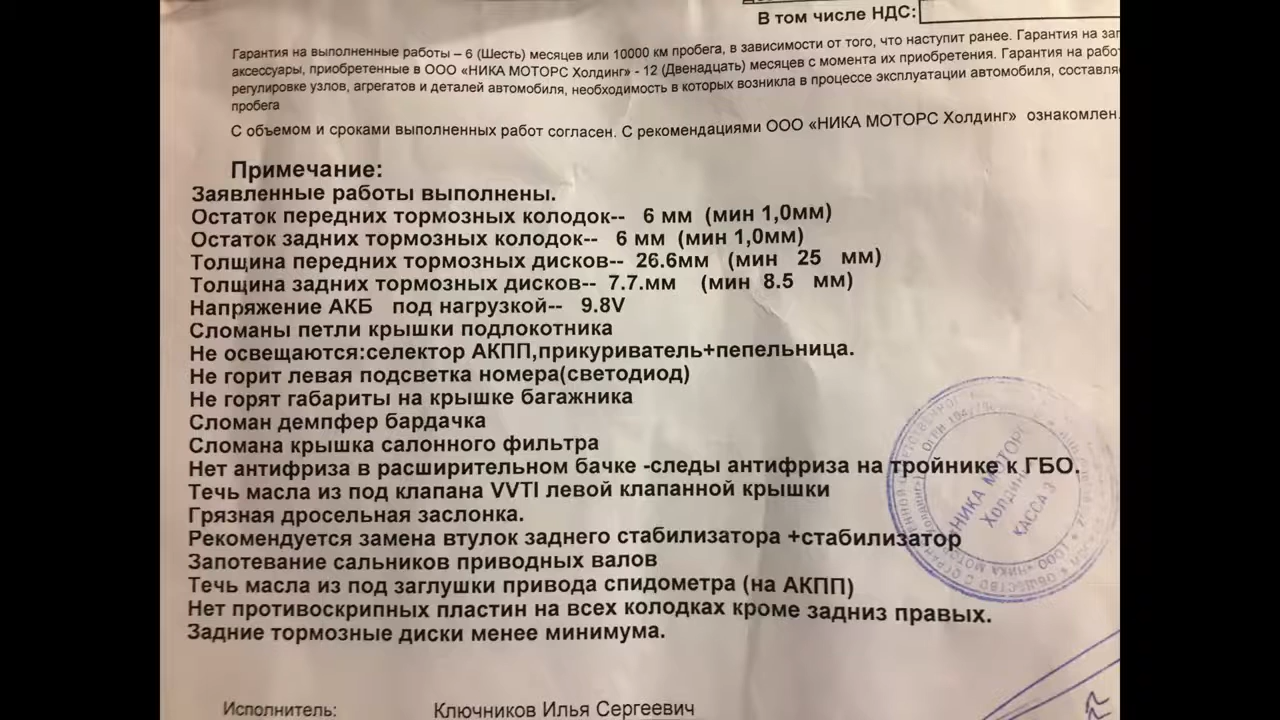 В том числе НДС:
Гарантия на выполненные работы – 6 (Шесть) месяцев или 10000 км пробега, в зависимости от того, что наступит ранее. Гарантия на
аксессуары, приобретенные в ООО «НИКА МОТОРС Холдинг» - 12 (Двенадцать) месяцев с момента их приобретения. Гарантия на
регулировке узлов, агрегатов и деталей автомобиля, необходимость в которых возникла в процессе эксплуатации автомобиля,
пробега
С объемом и сроками выполненных работ согласен. С рекомендациями ООО «НИКА МОТОРС Холдинг» ознакомлен.
Примечание:
Заявленные работы выполнены.
Остаток передних тормозных колодок-- 6 мм (мин 1,0мм)
Остаток задних тормозных колодок-- 6 мм (мин 1,0мм)
Толщина передних тормозных дисков-- 26.6мм (мин 25 мм)
Толщина задних тормозных дисков-- 7.7.мм (мин 8.5 мм)
Напряжение АКБ под нагрузкой-- 9.8V
Сломаны петли крышки подлокотника
Не освещаются:селектор АКПП,прикуриватель+пепельница.
Не горит левая подсветка номера(светодиод)
Не горят габариты на крышке багажника
Сломан демпфер бардачка
Сломана крышка салонного фильтра
Нет антифриза в расширительном бачке -следы антифриза на тройнике к ГБО.
Течь масла из под клапана VVTI левой клапанной крышки
Грязная дросельная заслонка.
Рекомендуется замена втулок заднего стабилизатора +стабилизатор
Запотевание сальников приводных валов
Течь масла из под заглушки привода спидометра (на АКПП)
Нет противоскрипных пластин на всех колодках кроме задниз правых.
Задние тормозные диски менее минимума.
Исполнитель: Ключников Илья Сергеевич
НИКА МОТОРС
Холдинг
КАССА 3